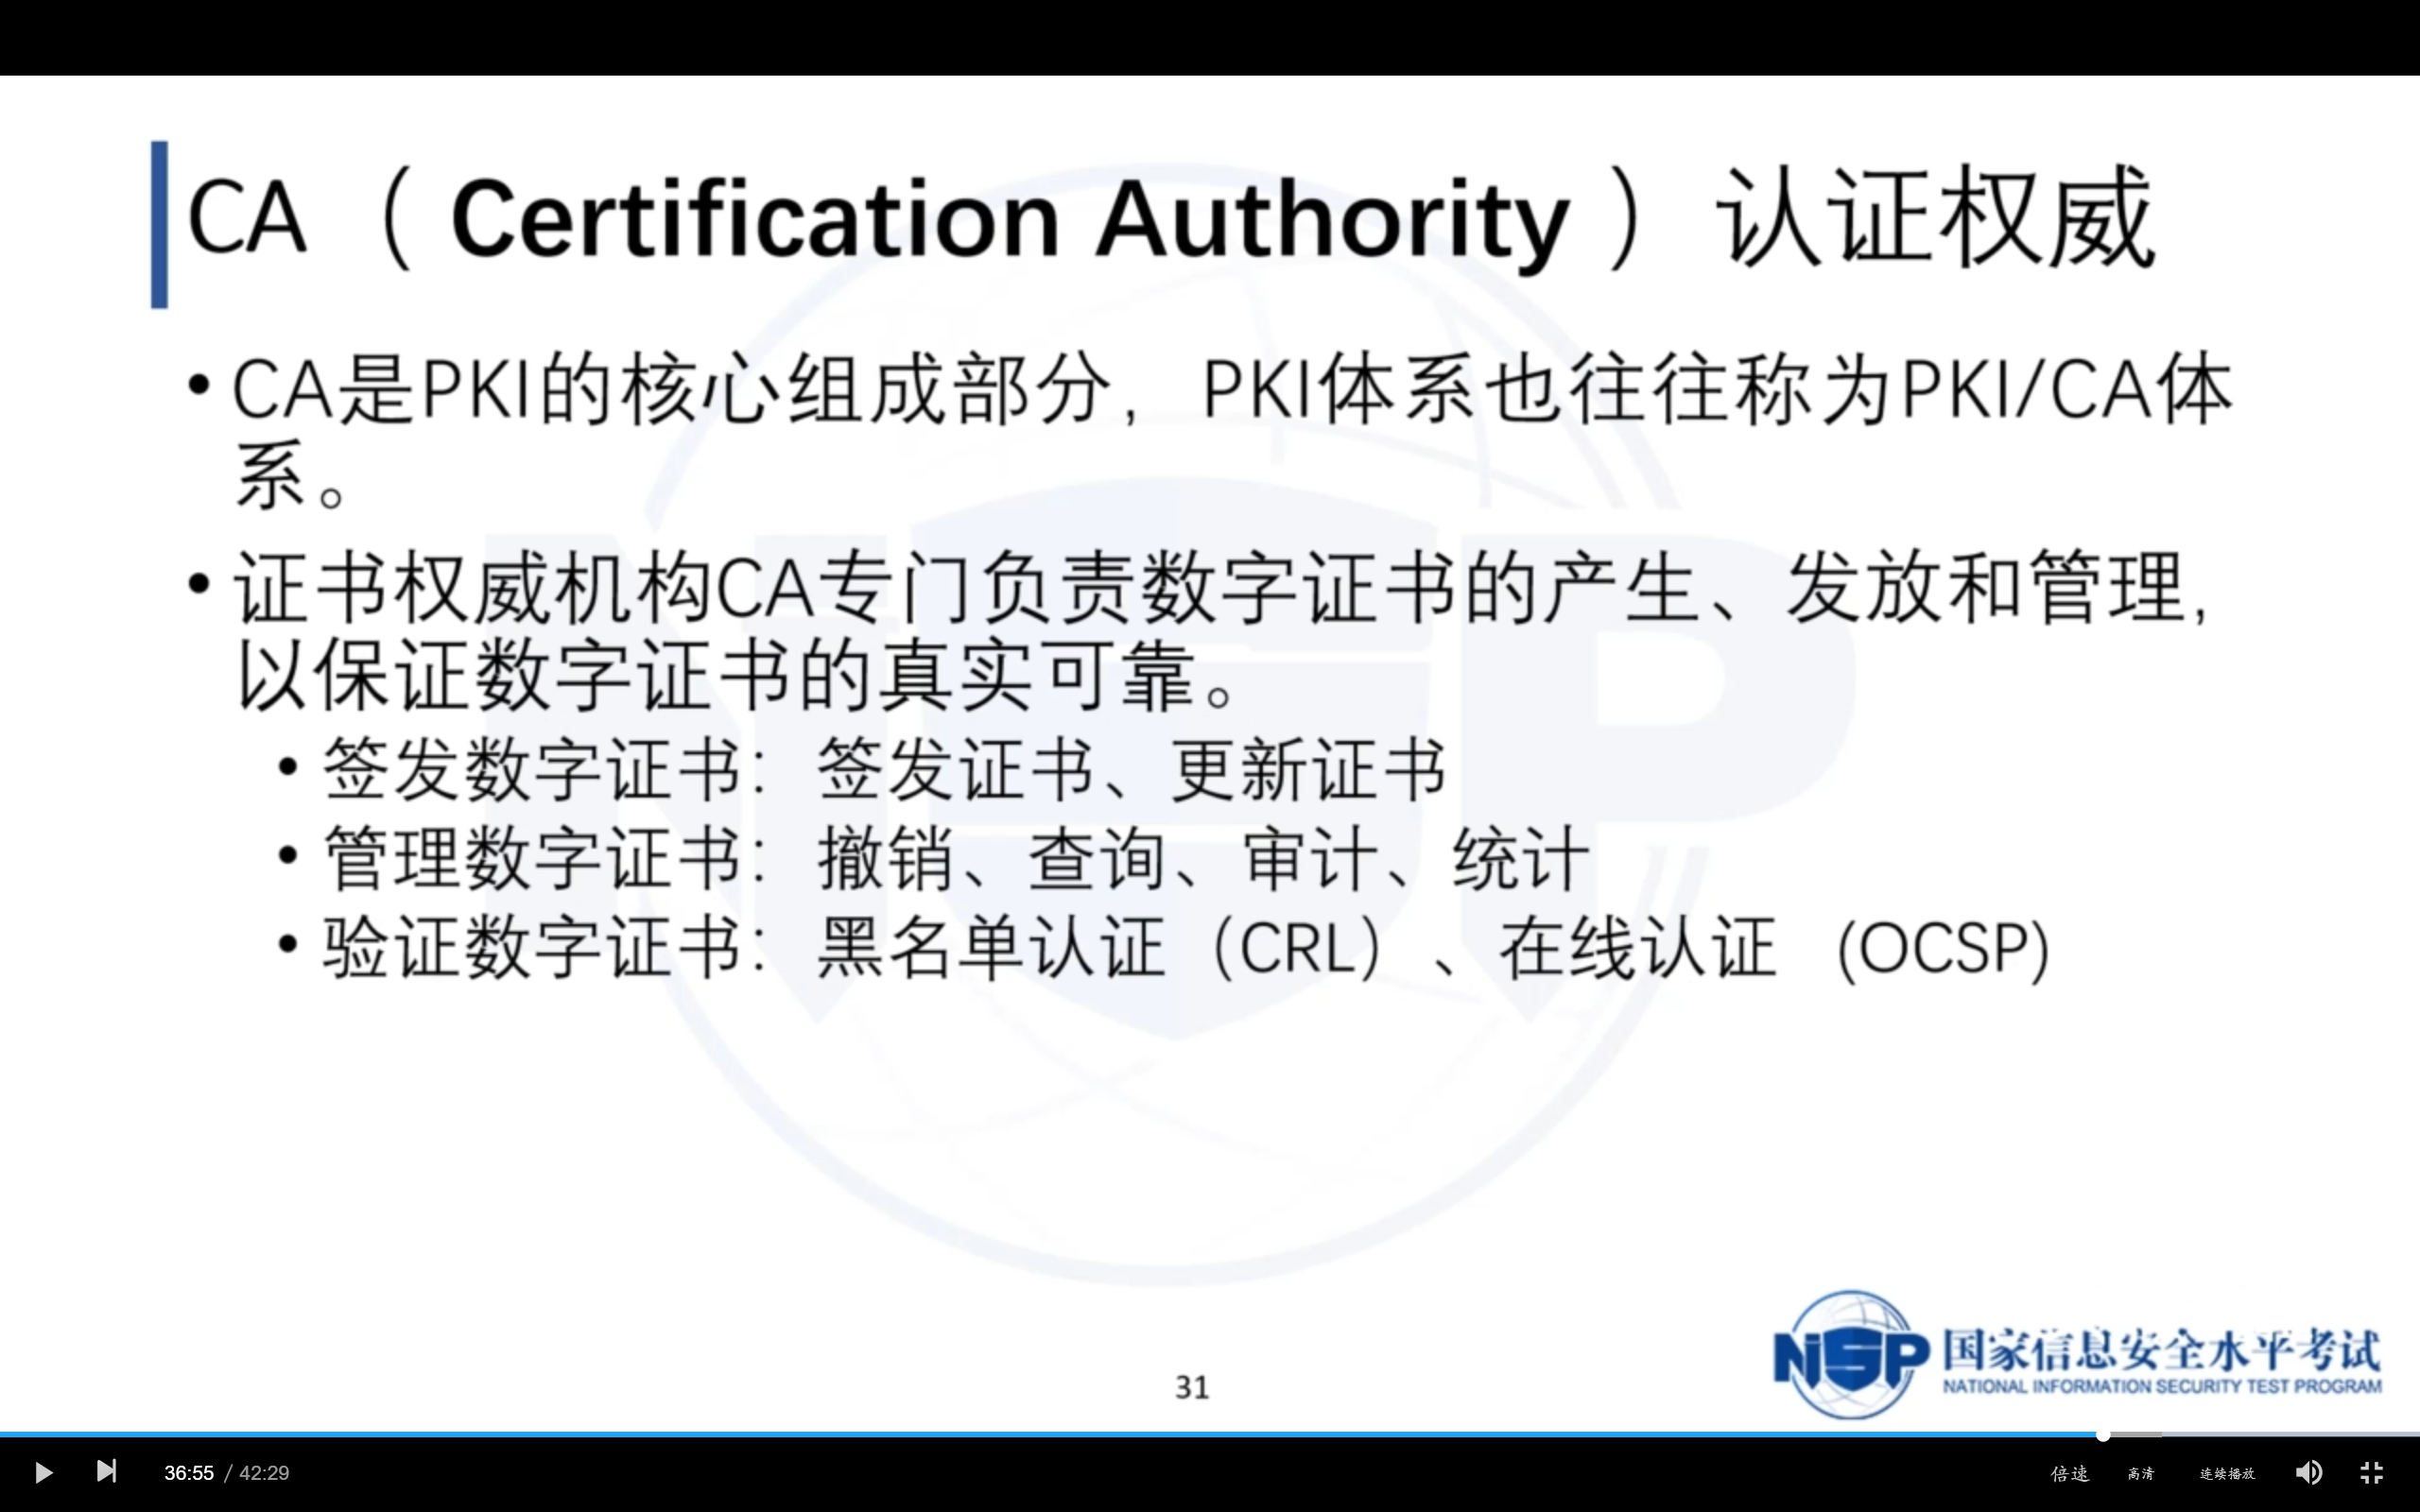 CA（Certification Authority）认证权威
•CA是PKI的核心组成部分，PKI体系也往往称为PKI/CA体
系。
•证书权威机构CA专门负责数字证书的产生、发放和管理，
以保证数字证书的真实可靠。
•签发数字证书：签发证书、更新证书
•管理数字证书：撤销、查询、审计、统计
•验证数字证书：黑名单认证（CRL）、在线认证 (OCSP)
NSP
31
NSP 国家信息安全水平考试
NATIONAL INFORMATION SECURITY TEST PROGRAM
36:55 / 42:29 倍速 高清 连续播放